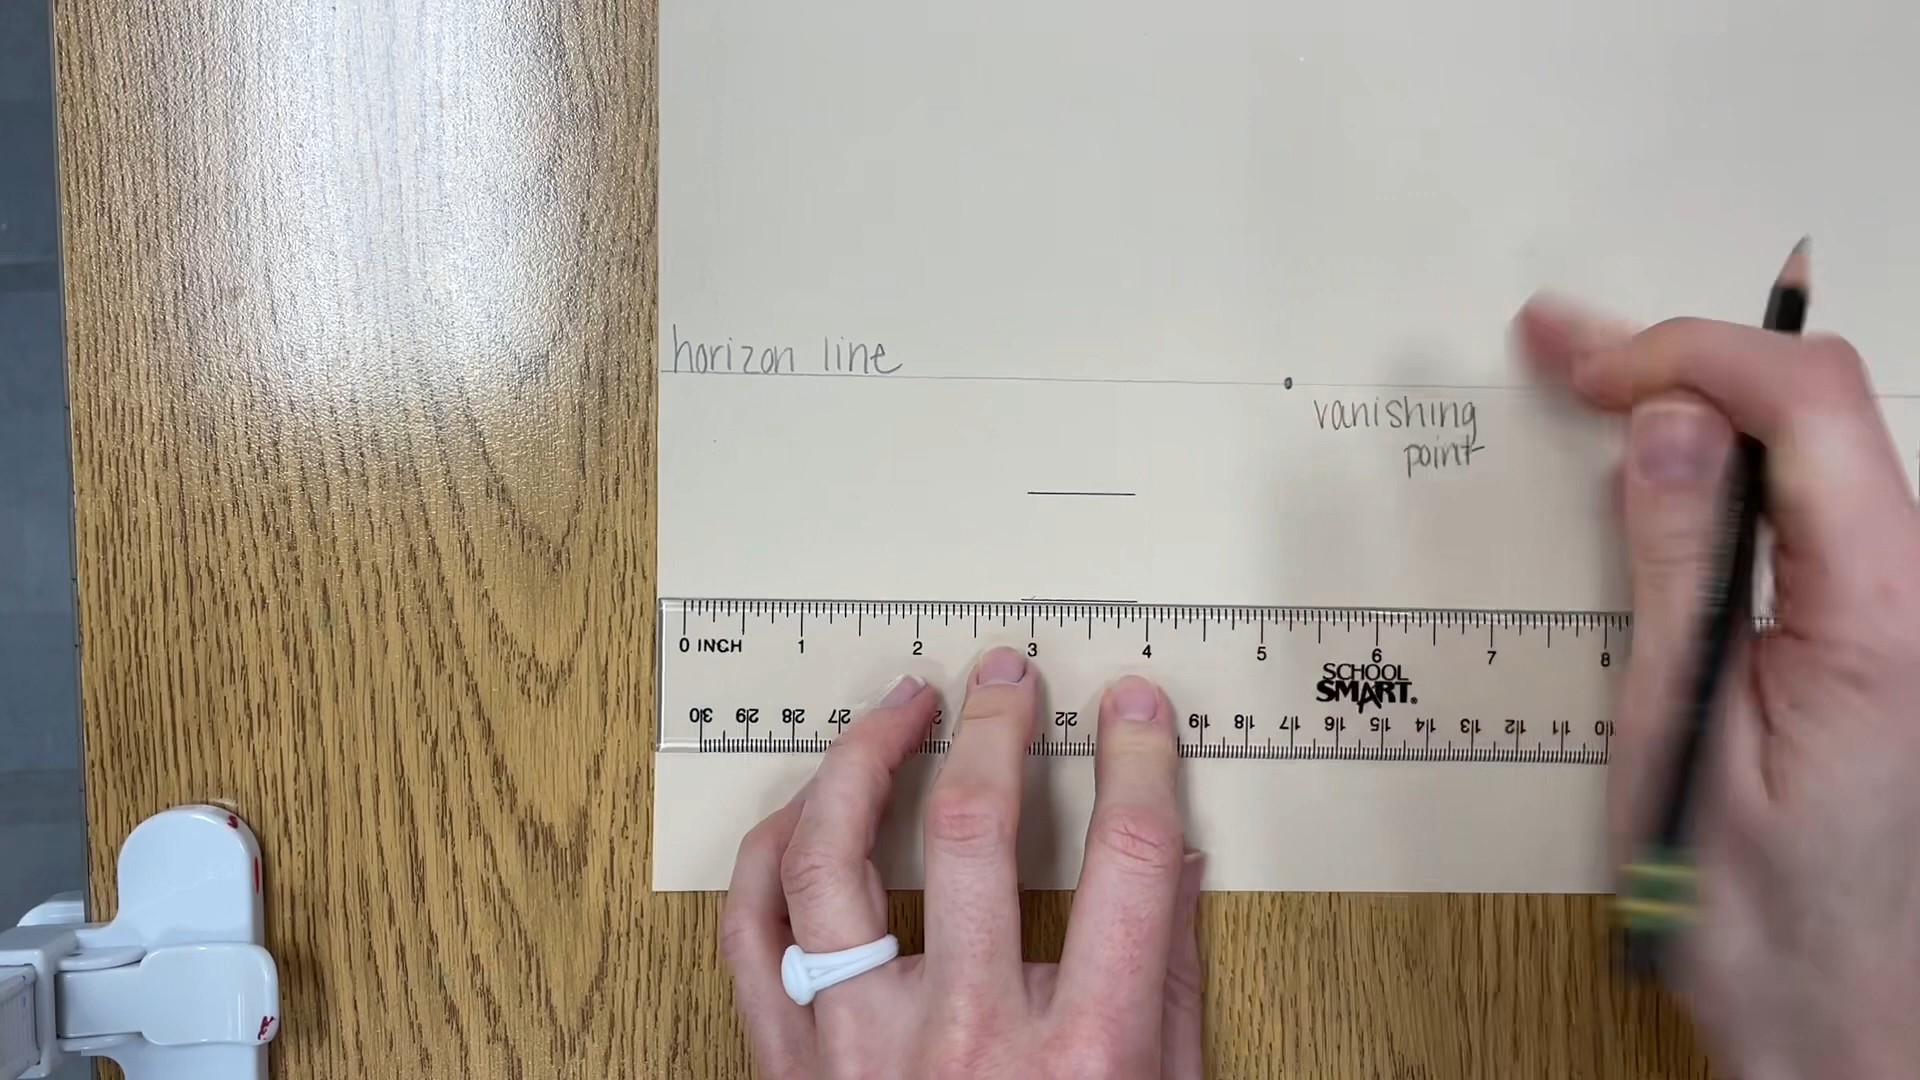 horizon line
vanishing
point
0 INCH 1 2 3 4 5 6 7 8
SCHOOL
SMART®
30 29 28 27 22 19 18 17 16 15 14 13 12 11 10